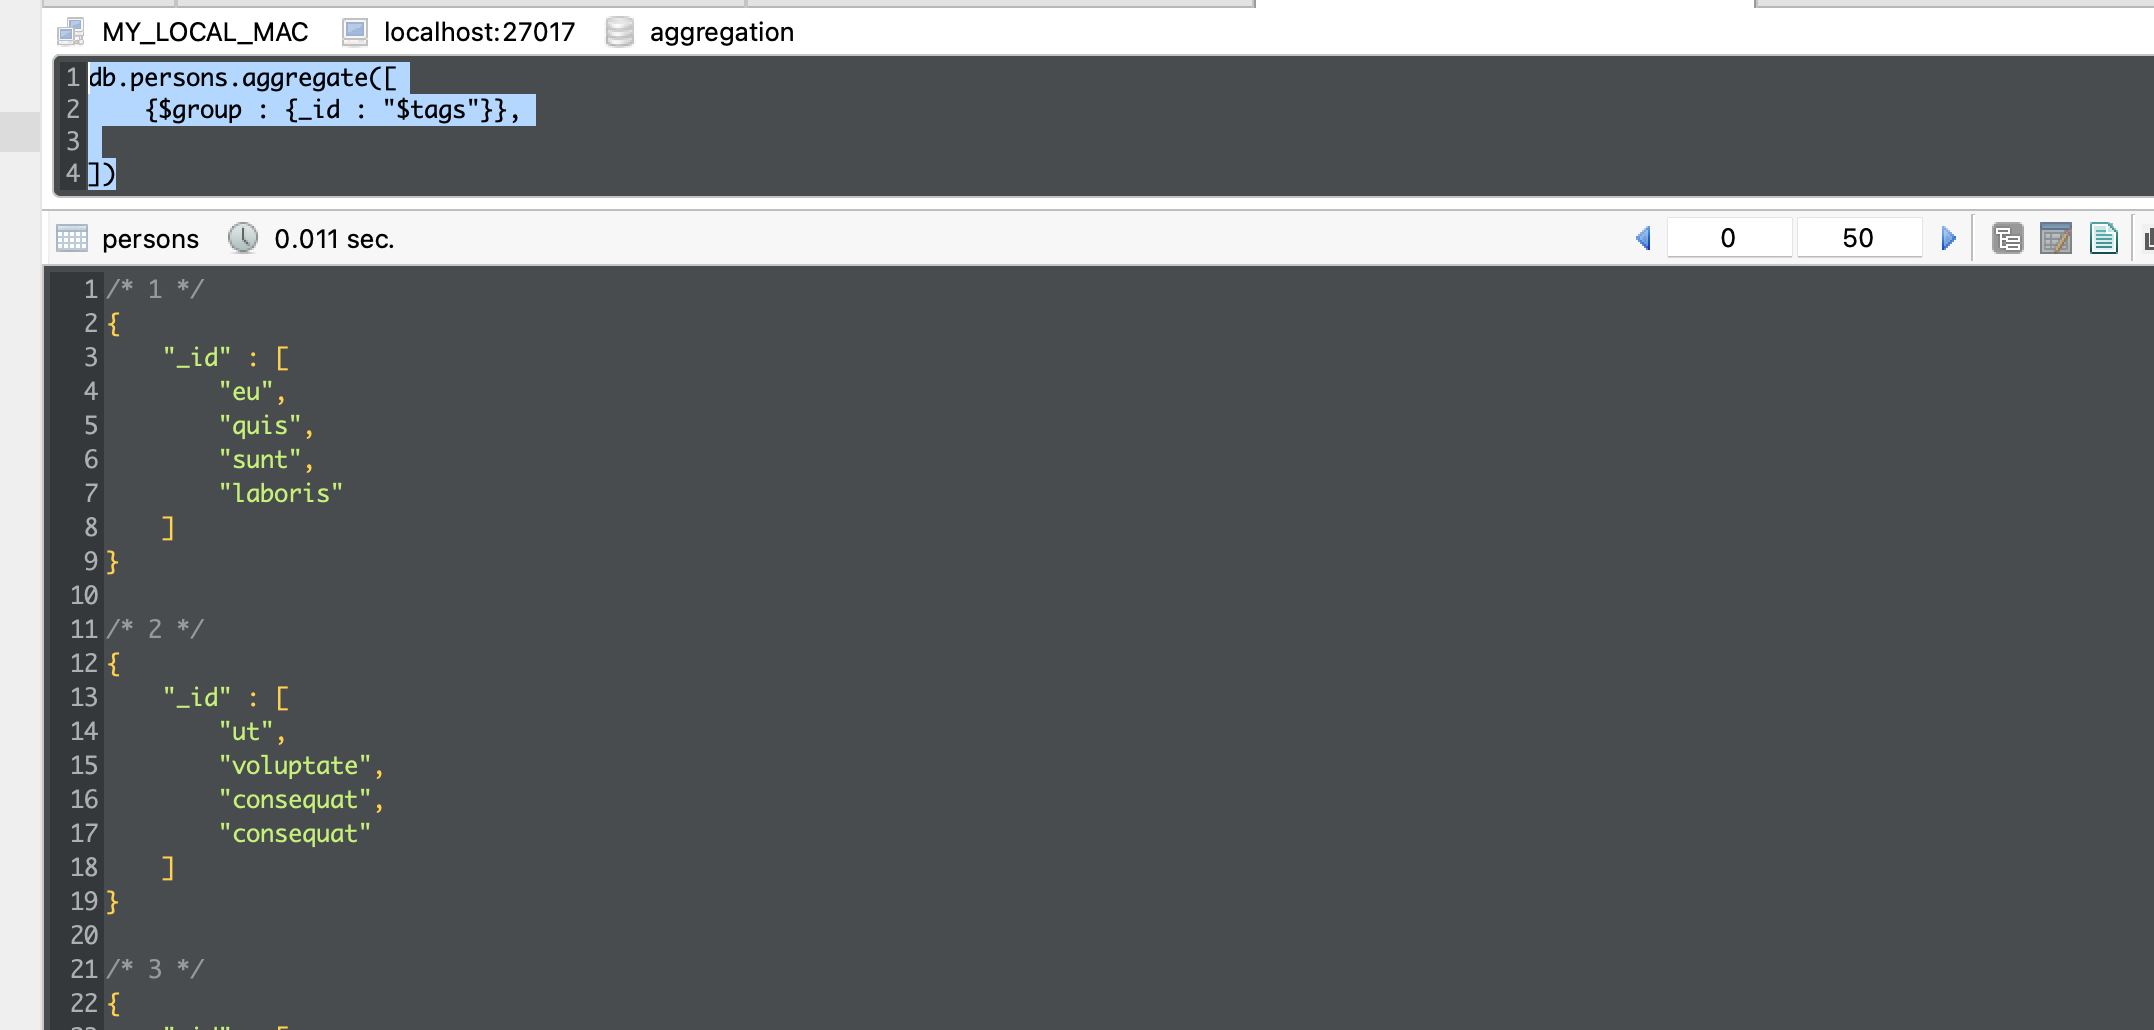 MY_LOCAL_MAC localhost:27017 aggregation
1 db.persons.aggregate([
2     {$group : {_id : "$tags"}},
3
4 ])
persons 0.011 sec. 0 50
1 /* 1 */
2 {
3     "_id" : [
4         "eu",
5         "quis",
6         "sunt",
7         "laboris"
8     ]
9 }
10
11 /* 2 */
12 {
13     "_id" : [
14         "ut",
15         "voluptate",
16         "consequat",
17         "consequat"
18     ]
19 }
20
21 /* 3 */
22 {